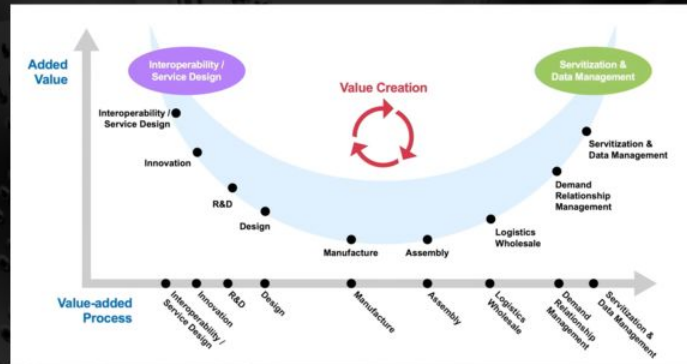 Added
Value
Interoperability /
Service Design
Servitization &
Data Management
Value Creation
Interoperability /
Service Design
Innovation
R&D
Design
Manufacture
Assembly
Logistics
Wholesale
Demand
Relationship
Management
Servitization &
Data Management
Value-added
Process
Interoperability /
Service Design
Innovation
R&D
Design
Manufacture
Assembly
Logistics
Wholesale
Demand
Relationship
Management
Servitization &
Data Management